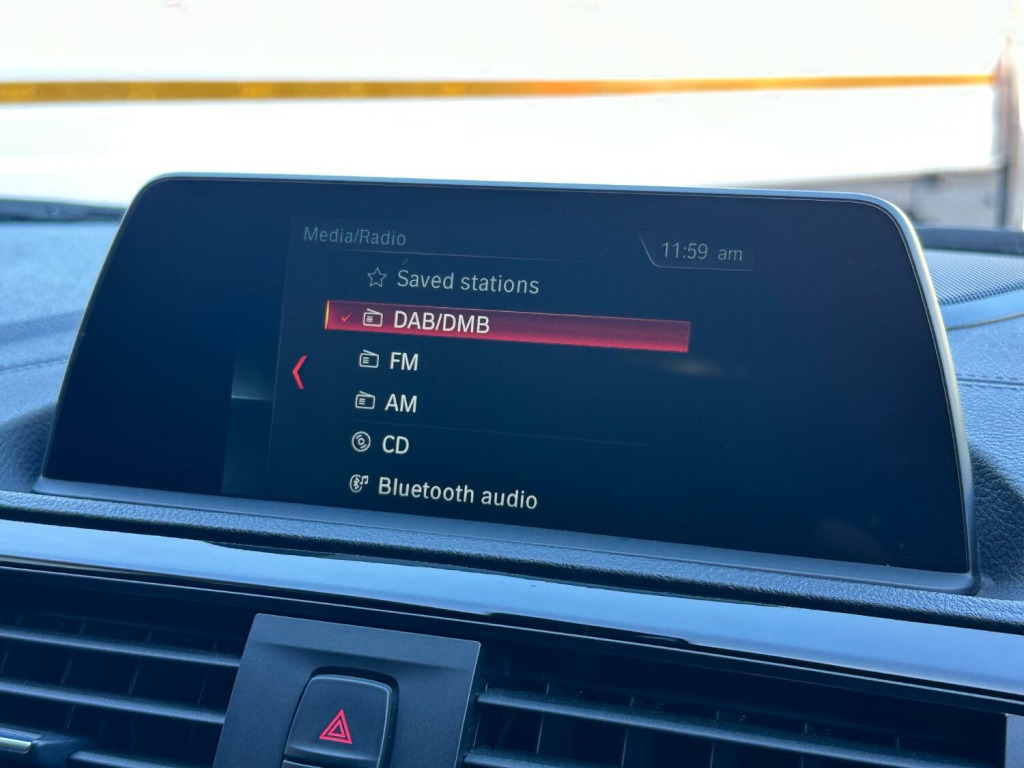 Media/Radio
11:59 am
Saved stations
DAB/DMB
FM
AM
CD
Bluetooth audio